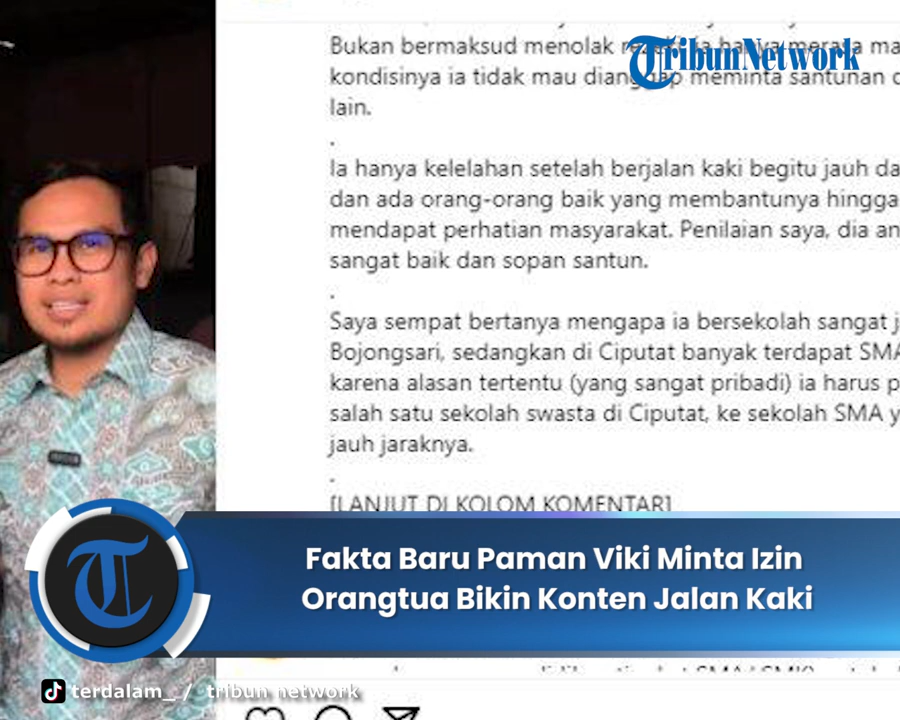 Bukan bermaksud menolak
TribunNetwork
kondisinya ia tidak mau dianggap meminta santunan
lain.
.
Ia hanya kelelahan setelah berjalan kaki begitu jauh
dan ada orang-orang baik yang membantunya hingga
mendapat perhatian masyarakat. Penilaian saya, dia
sangat baik dan sopan santun.
.
Saya sempat bertanya mengapa ia bersekolah sangat
Bojongsari, sedangkan di Ciputat banyak terdapat SMA
karena alasan tertentu (yang sangat pribadi) ia harus
salah satu sekolah swasta di Ciputat, ke sekolah SMA
jauh jaraknya.
.
[LANJUT DI KOLOM KOMENTAR]
Fakta Baru Paman Viki Minta Izin
Orangtua Bikin Konten Jalan Kaki
terdalam_ / tribun network